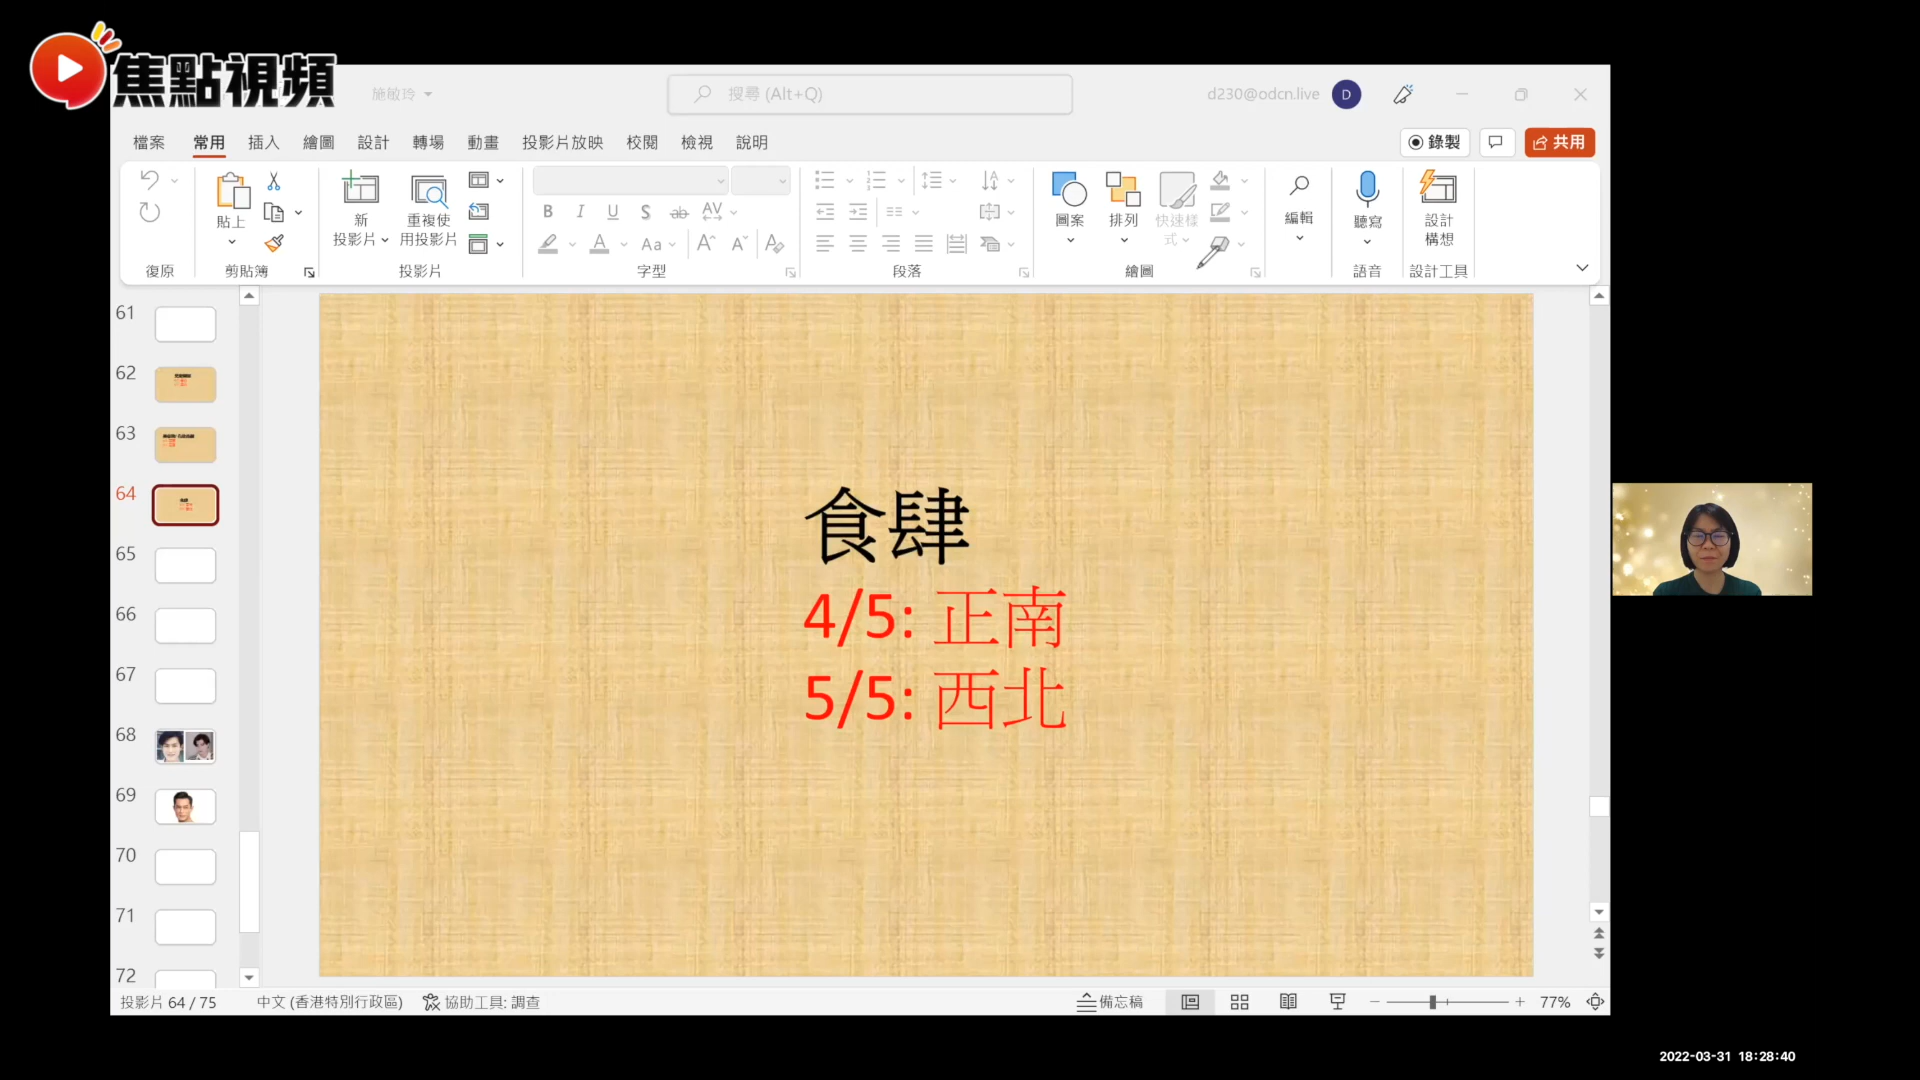 焦點視頻
施敏玲
搜尋 (Alt+Q)
d230@odcn.live
D
檔案 常用 插入 繪圖 設計 轉場 動畫 投影片放映 校閱 檢視 說明
錄製
共用
貼上
新
投影片
重複使
用投影片
B I U S ab AV
A Aa A A A
圖案
排列
快速樣
式
編輯
聽寫
設計
構想
復原 剪貼簿 投影片 字型 段落 繪圖 語音 設計工具
61
62
63
64
65
66
67
68
69
70
71
72
食肆
4/5: 正南
5/5: 西北
投影片 64 / 75 中文 (香港特別行政區) 協助工具: 調查 備忘稿 77%
2022-03-31 18:28:40